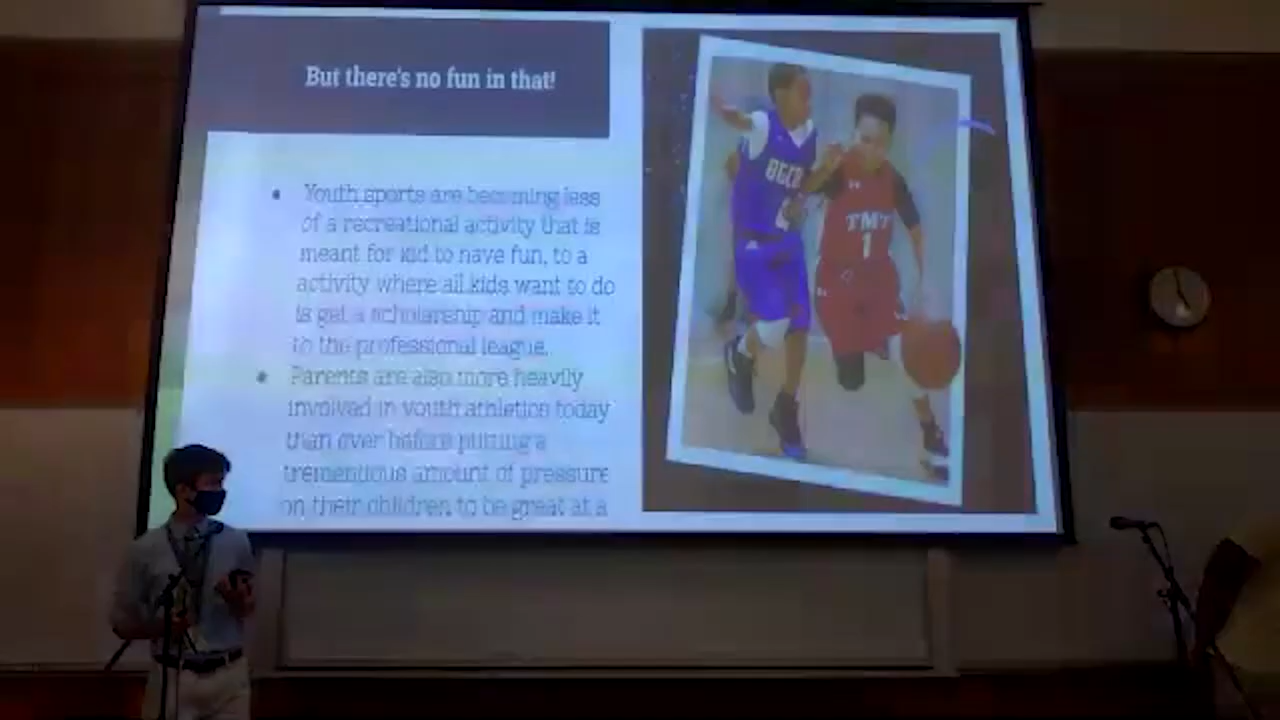 But there's no fun in that!
• Youth sports are becoming less
of a recreational activity that is
meant for kid to have fun, to a
activity where all kids want to do
is get a scholarship and make it
to the professional league.
• Parents are also more heavily
involved in youth athletics today
than ever before putting a
tremendous amount of pressure
on their children to be great at a
TMT
1